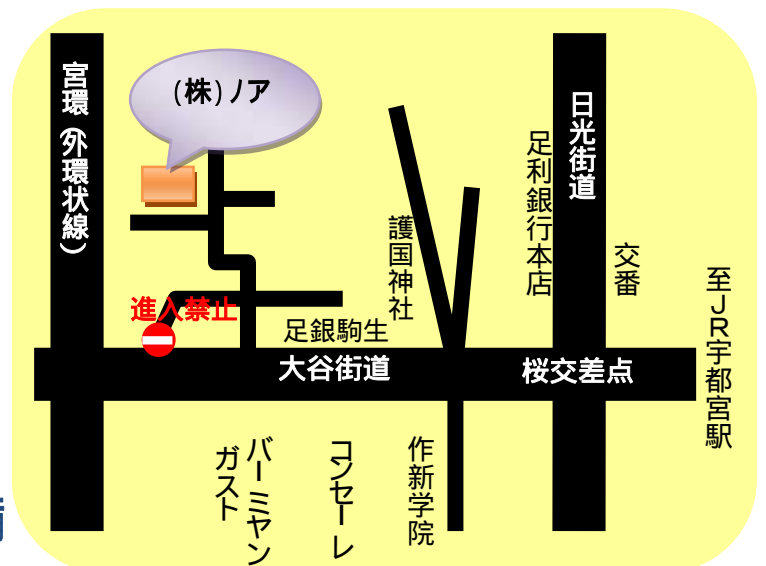 宮環（外環状線）
(株)ノア
日光街道
足利銀行本店
交番
護国神社
至JR宇都宮駅
進入禁止
足銀駒生
大谷街道
桜交差点
バーミヤン
ガスト
コンセーレ
作新学院